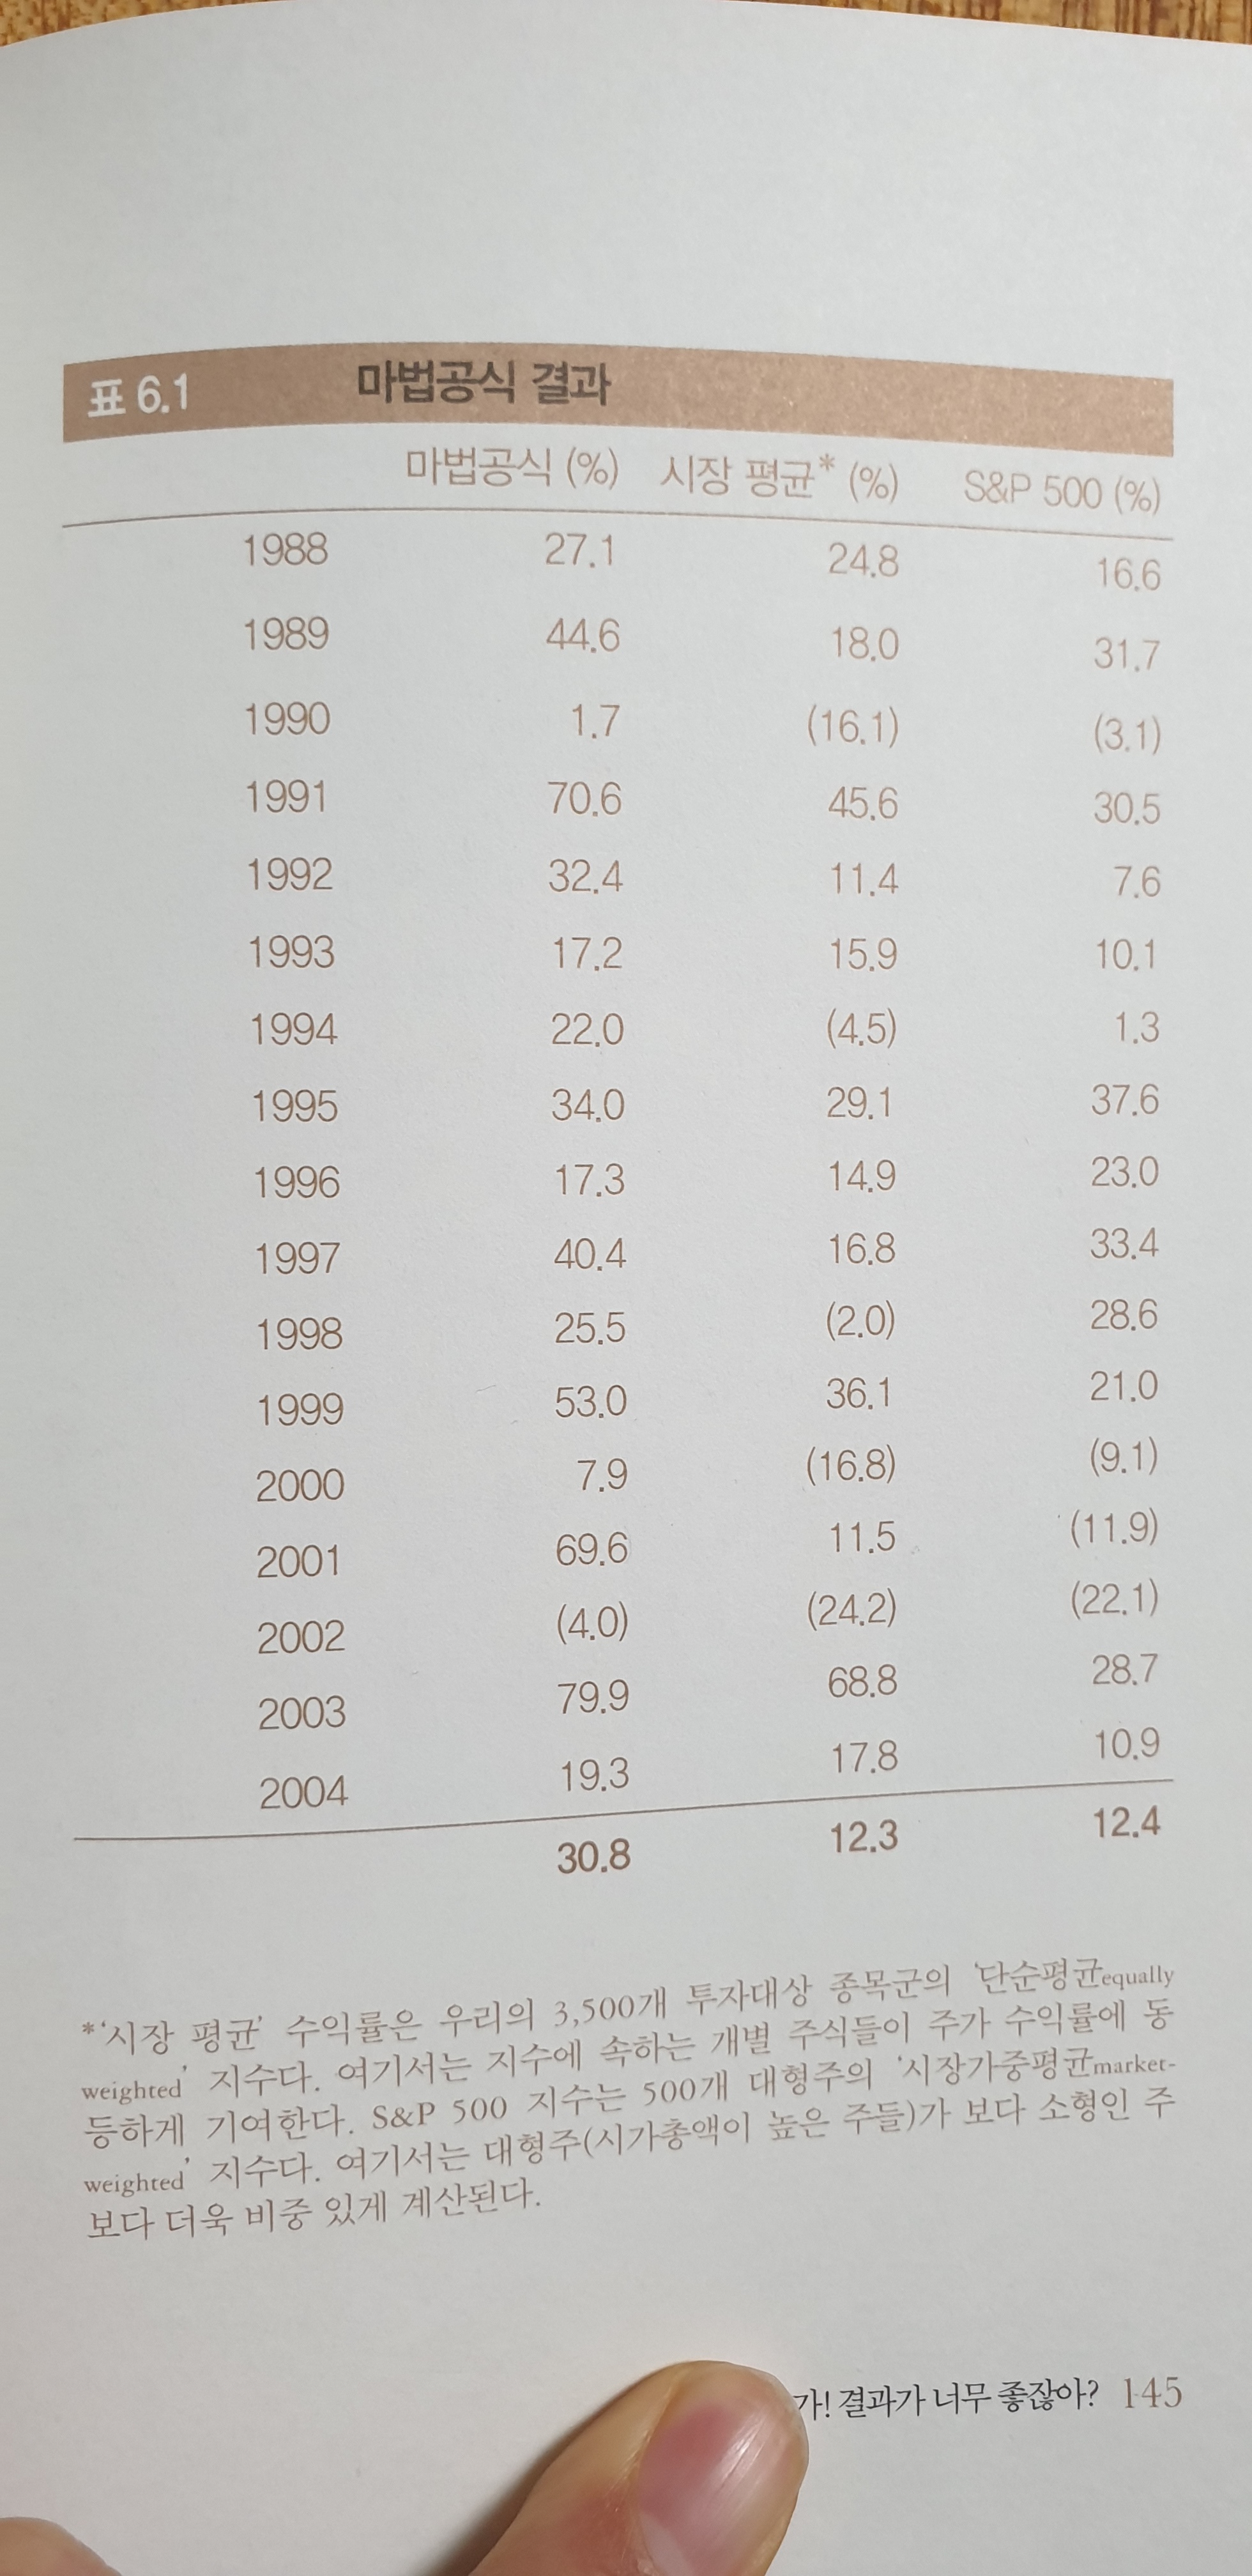 표 6.1 마법공식 결과
마법공식 (%) 시장 평균* (%) S&P 500 (%)
1988 27.1 24.8 16.6
1989 44.6 18.0 31.7
1990 1.7 (16.1) (3.1)
1991 70.6 45.6 30.5
1992 32.4 11.4 7.6
1993 17.2 15.9 10.1
1994 22.0 (4.5) 1.3
1995 34.0 29.1 37.6
1996 17.3 14.9 23.0
1997 40.4 16.8 33.4
1998 25.5 (2.0) 28.6
1999 53.0 36.1 21.0
2000 7.9 (16.8) (9.1)
2001 69.6 11.5 (11.9)
2002 (4.0) (24.2) (22.1)
2003 79.9 68.8 28.7
2004 19.3 17.8 10.9
30.8 12.3 12.4
*‘시장 평균’ 수익률은 우리의 3,500개 투자대상 종목군의 ‘단순평균equally
weighted’ 지수다. 여기서는 지수에 속하는 개별 주식들이 주가 수익률에 동
등하게 기여한다. S&P 500 지수는 500개 대형주의 ‘시장가중평균market-
weighted’ 지수다. 여기서는 대형주(시가총액이 높은 주들)가 보다 소형인 주
보다 더욱 비중 있게 계산된다.
가! 결과가 너무 좋잖아? 145